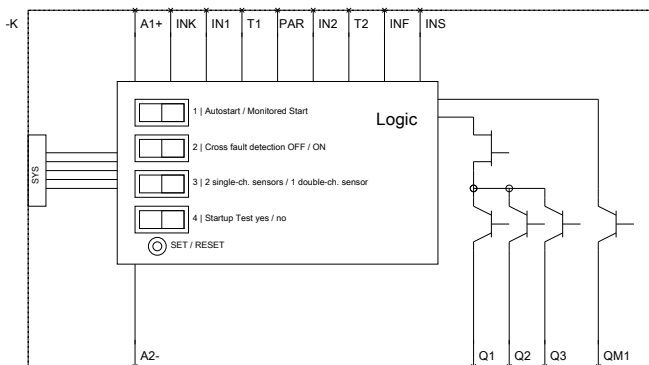 -K
A1+ INK IN1 T1 PAR IN2 T2 INF INS
1 | Autostart / Monitored Start
Logic
2 | Cross fault detection OFF / ON
SYS
3 | 2 single-ch. sensors / 1 double-ch. sensor
4 | Startup Test yes / no
SET / RESET
A2- Q1 Q2 Q3 QM1